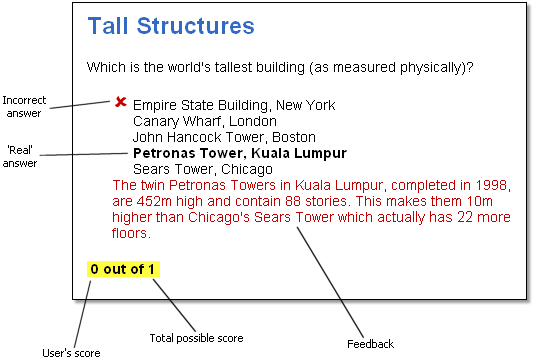 Tall Structures
Which is the world's tallest building (as measured physically)?
Incorrect
answer
✘ Empire State Building, New York
Canary Wharf, London
John Hancock Tower, Boston
'Real'
answer
Petronas Tower, Kuala Lumpur
Sears Tower, Chicago
The twin Petronas Towers in Kuala Lumpur, completed in 1998,
are 452m high and contain 88 stories. This makes them 10m
higher than Chicago's Sears Tower which actually has 22 more
floors.
0 out of 1
User's score
Total possible score
Feedback